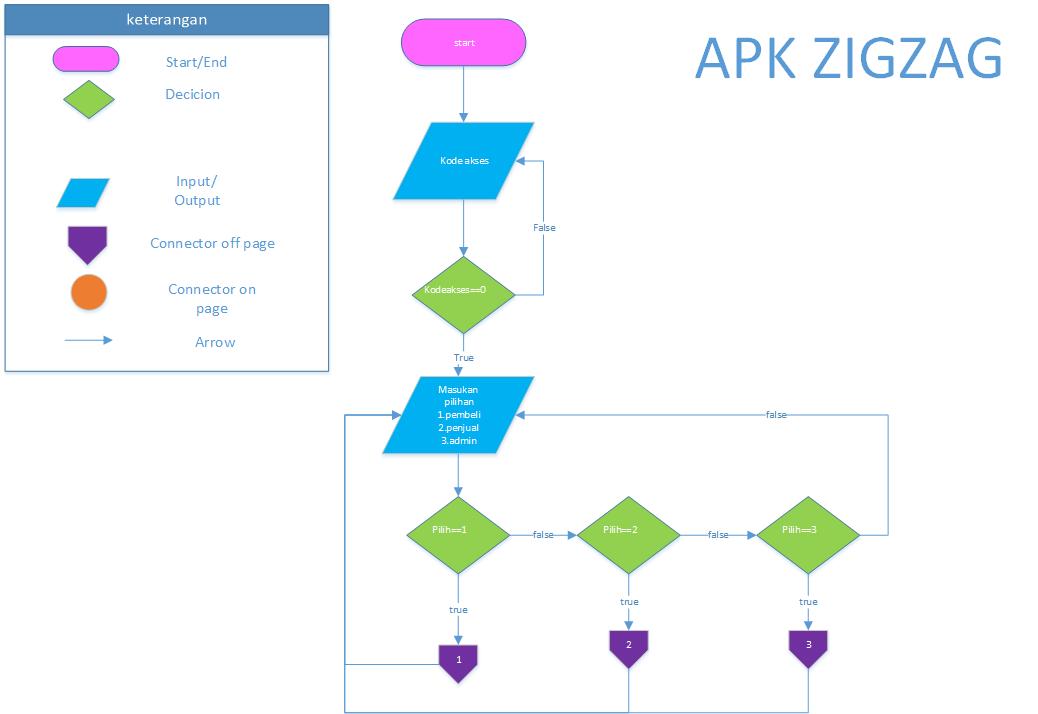 keterangan
Start/End
Decicion
Input/
Output
Connector off page
Connector on
page
Arrow
APK ZIGZAG
start
Kode akses
False
Kodeakses==0
True
Masukan
pilihan
1.pembeli
2.penjual
3.admin
false
Pilih==1
false
Pilih==2
false
Pilih==3
true
true
true
1
2
3